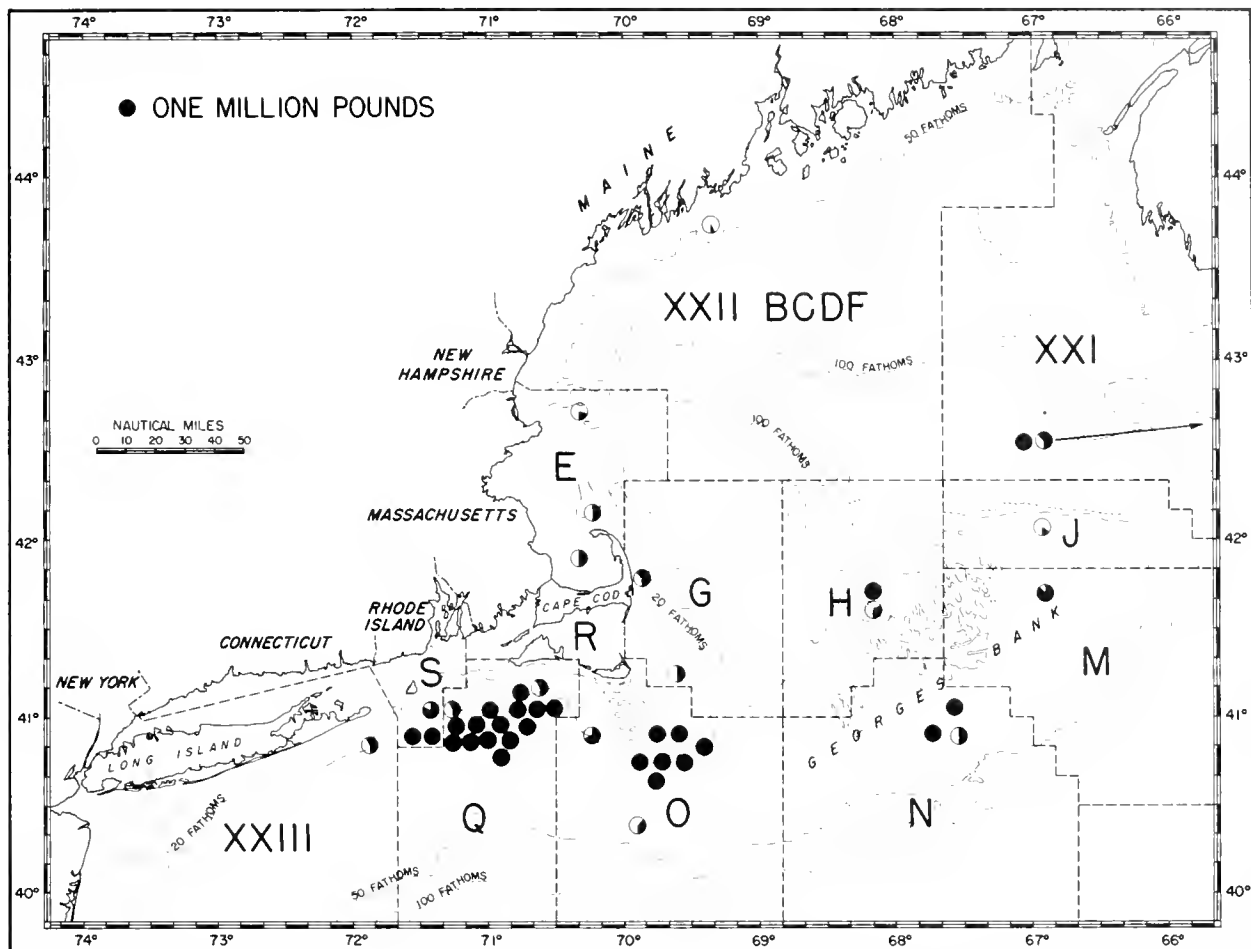 74° 73° 72° 71° 70° 69° 68° 67° 66°
● ONE MILLION POUNDS
50 FATHOMS
MAINE
44° 44°
XXII BCDF
43° 43°
NEW
HAMPSHIRE
XXI
100 FATHOMS
NAUTICAL MILES
0 10 20 30 40 50
100 FATHOMS
E
MASSACHUSETTS
J
42° 42°
G
H
CAPE COD
20 FATHOMS
RHODE
ISLAND
R
BANK
CONNECTICUT
M
S
NEW YORK
GEORGES
41° 41°
LONG ISLAND
Q
O
N
20 FATHOMS
XXIII
50 FATHOMS
100 FATHOMS
40° 40°
74° 73° 72° 71° 70° 69° 68° 67° 66°